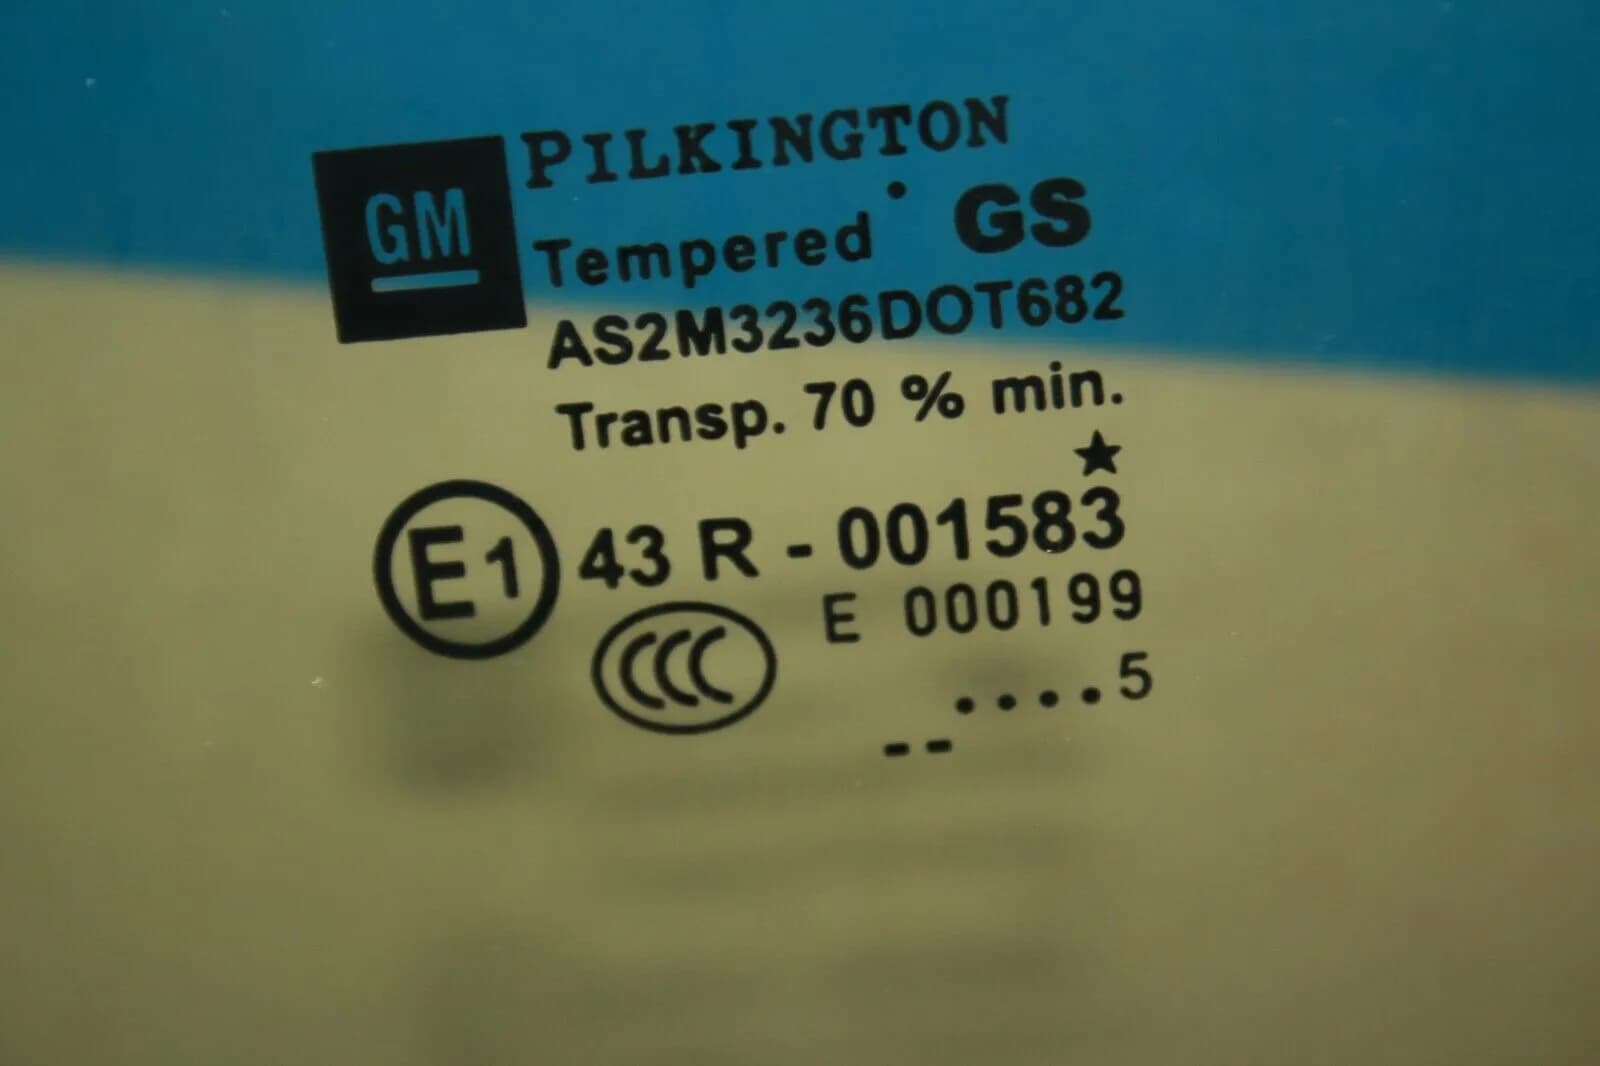 GM
PILKINGTON
Tempered GS
AS2M3236DOT682
Transp. 70 % min.
E1 43 R - 001583
CCC E 000199
....5
--